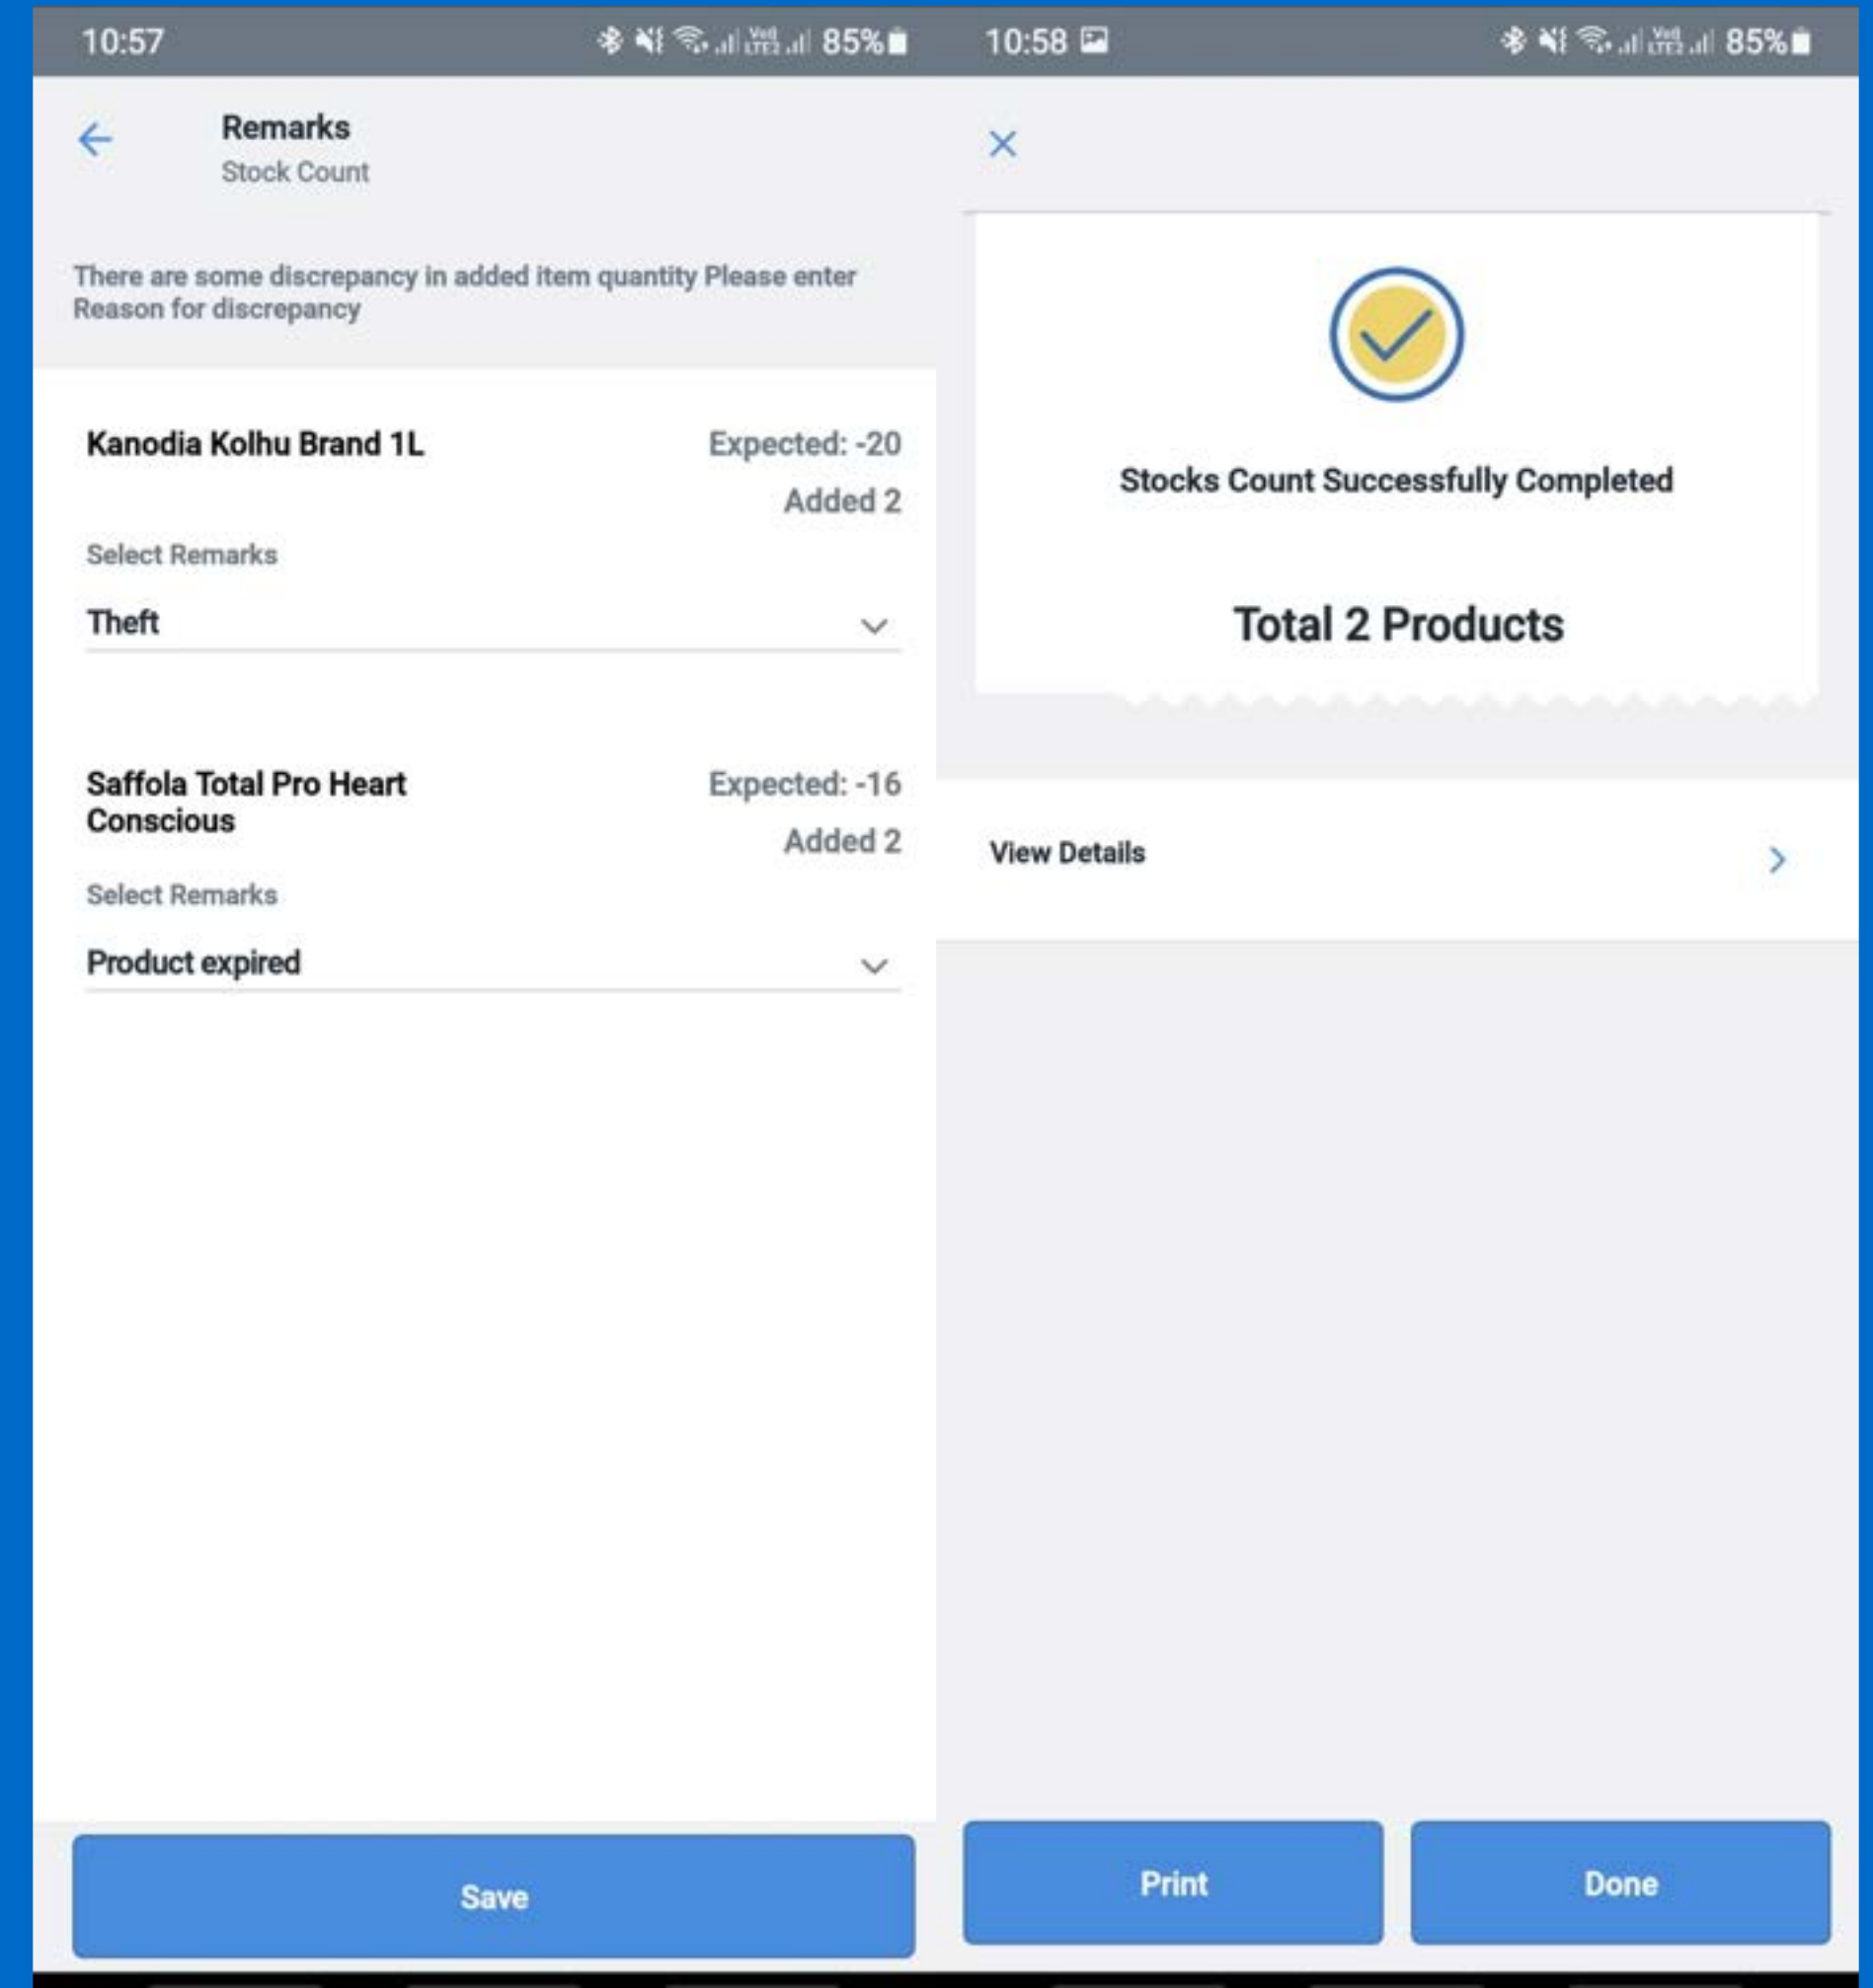 10:57
85%
Remarks
Stock Count
There are some discrepancy in added item quantity Please enter
Reason for discrepancy
Kanodia Kolhu Brand 1L
Expected: -20
Added 2
Select Remarks
Theft
Saffola Total Pro Heart
Conscious
Expected: -16
Added 2
Select Remarks
Product expired
Save
10:58
85%
Stocks Count Successfully Completed
Total 2 Products
View Details
Print
Done